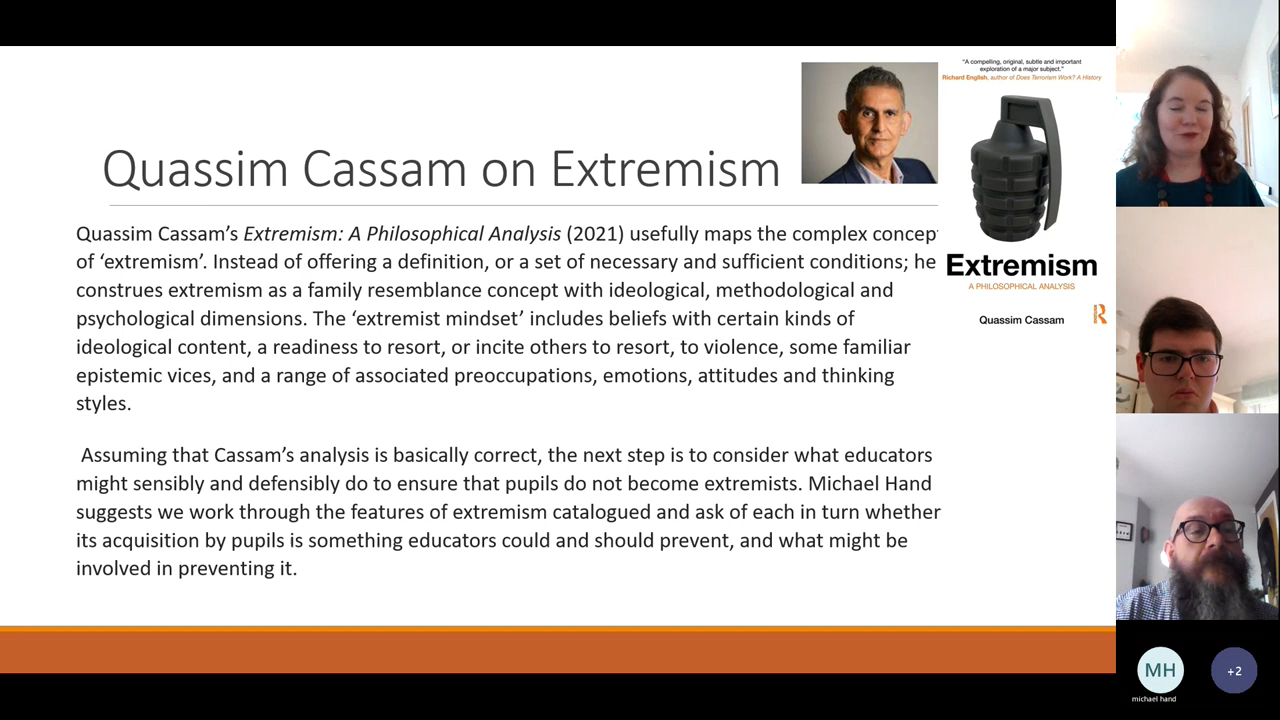 Quassim Cassam on Extremism
Quassim Cassam's Extremism: A Philosophical Analysis (2021) usefully maps the complex concep
of 'extremism'. Instead of offering a definition, or a set of necessary and sufficient conditions; he
construes extremism as a family resemblance concept with ideological, methodological and
psychological dimensions. The 'extremist mindset' includes beliefs with certain kinds of
ideological content, a readiness to resort, or incite others to resort, to violence, some familiar
epistemic vices, and a range of associated preoccupations, emotions, attitudes and thinking
styles.
Assuming that Cassam's analysis is basically correct, the next step is to consider what educators
might sensibly and defensibly do to ensure that pupils do not become extremists. Michael Hand
suggests we work through the features of extremism catalogued and ask of each in turn whether
its acquisition by pupils is something educators could and should prevent, and what might be
involved in preventing it.
"A compelling, original, subtle and important
exploration of a major subject."
Richard English, author of Does Terrorism Work? A History
Extremism
A PHILOSOPHICAL ANALYSIS
Quassim Cassam
R
MH
michael hand
+2